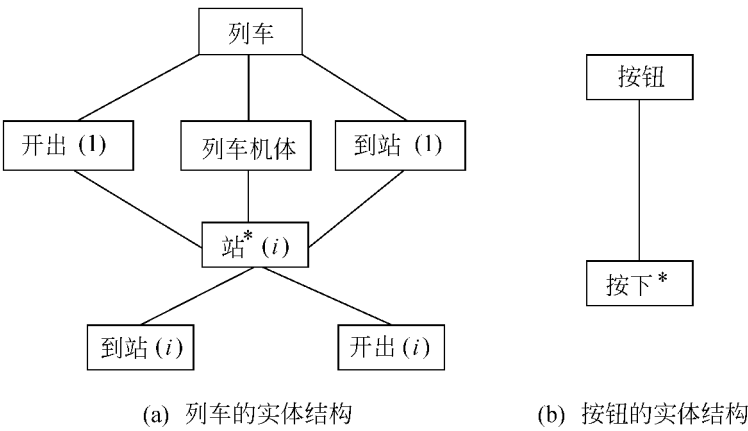 列车
按钮
开出 (1)
列车机体
到站 (1)
站* (i)
按下*
到站 (i)
开出 (i)
(a) 列车的实体结构
(b) 按钮的实体结构